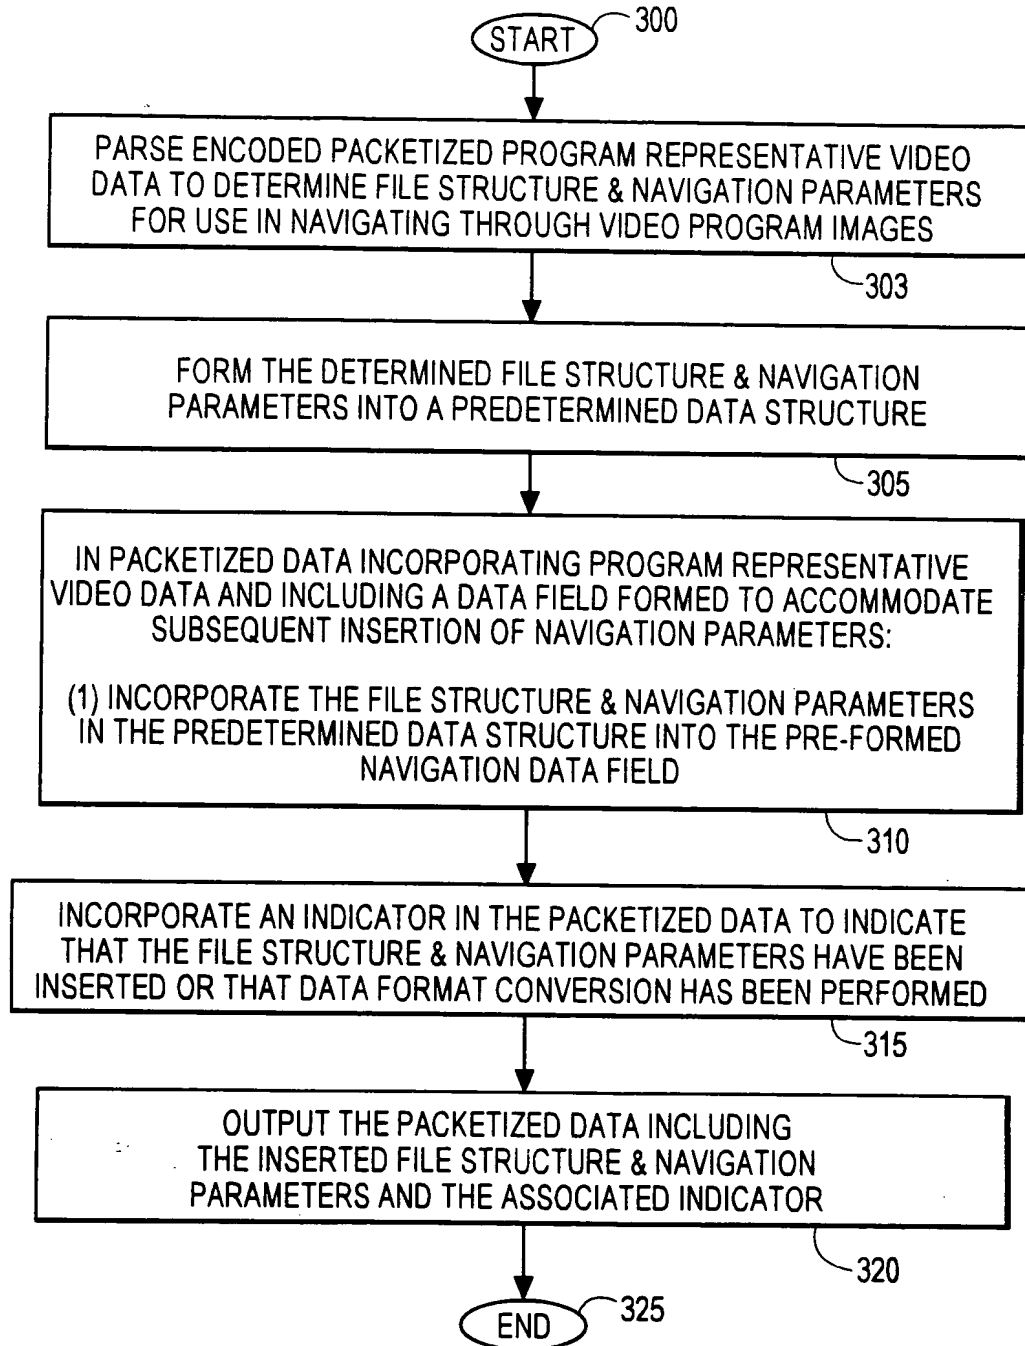 START
300
PARSE ENCODED PACKETIZED PROGRAM REPRESENTATIVE VIDEO
DATA TO DETERMINE FILE STRUCTURE & NAVIGATION PARAMETERS
FOR USE IN NAVIGATING THROUGH VIDEO PROGRAM IMAGES
303
FORM THE DETERMINED FILE STRUCTURE & NAVIGATION
PARAMETERS INTO A PREDETERMINED DATA STRUCTURE
305
IN PACKETIZED DATA INCORPORATING PROGRAM REPRESENTATIVE
VIDEO DATA AND INCLUDING A DATA FIELD FORMED TO ACCOMMODATE
SUBSEQUENT INSERTION OF NAVIGATION PARAMETERS:
(1) INCORPORATE THE FILE STRUCTURE & NAVIGATION PARAMETERS
IN THE PREDETERMINED DATA STRUCTURE INTO THE PRE-FORMED
NAVIGATION DATA FIELD
310
INCORPORATE AN INDICATOR IN THE PACKETIZED DATA TO INDICATE
THAT THE FILE STRUCTURE & NAVIGATION PARAMETERS HAVE BEEN
INSERTED OR THAT DATA FORMAT CONVERSION HAS BEEN PERFORMED
315
OUTPUT THE PACKETIZED DATA INCLUDING
THE INSERTED FILE STRUCTURE & NAVIGATION
PARAMETERS AND THE ASSOCIATED INDICATOR
320
END
325